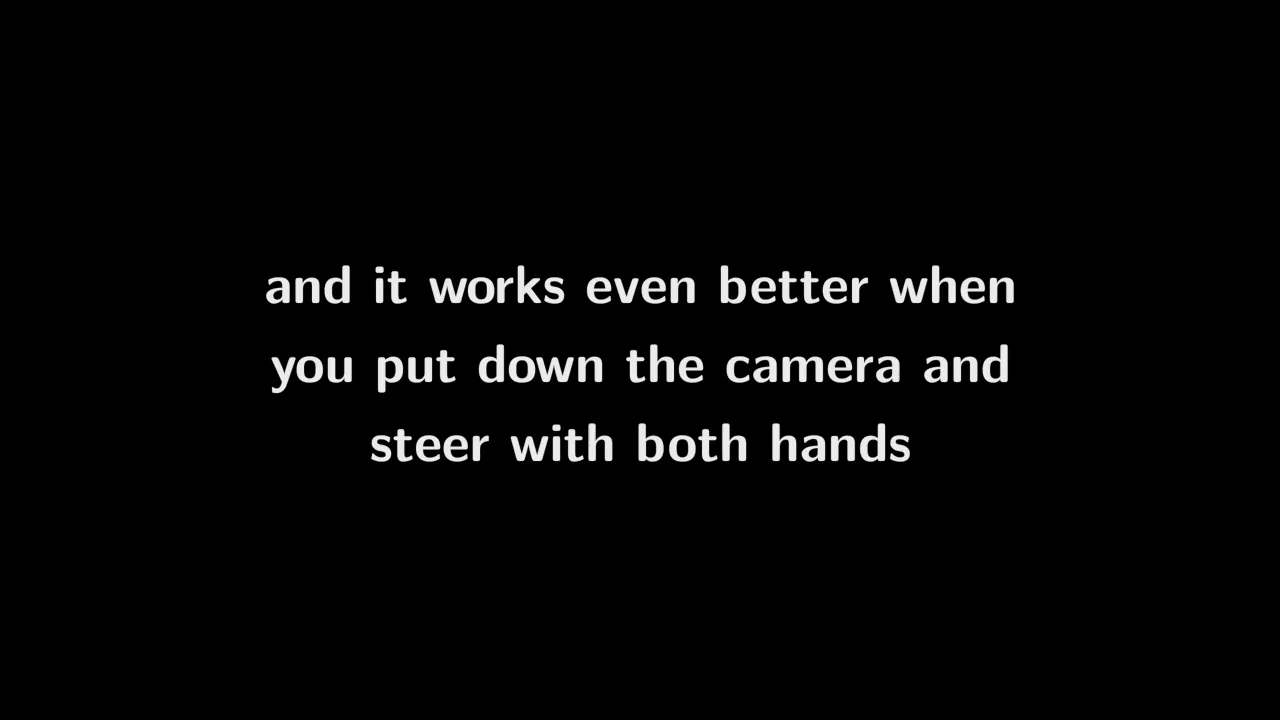 and it works even better when
you put down the camera and
steer with both hands